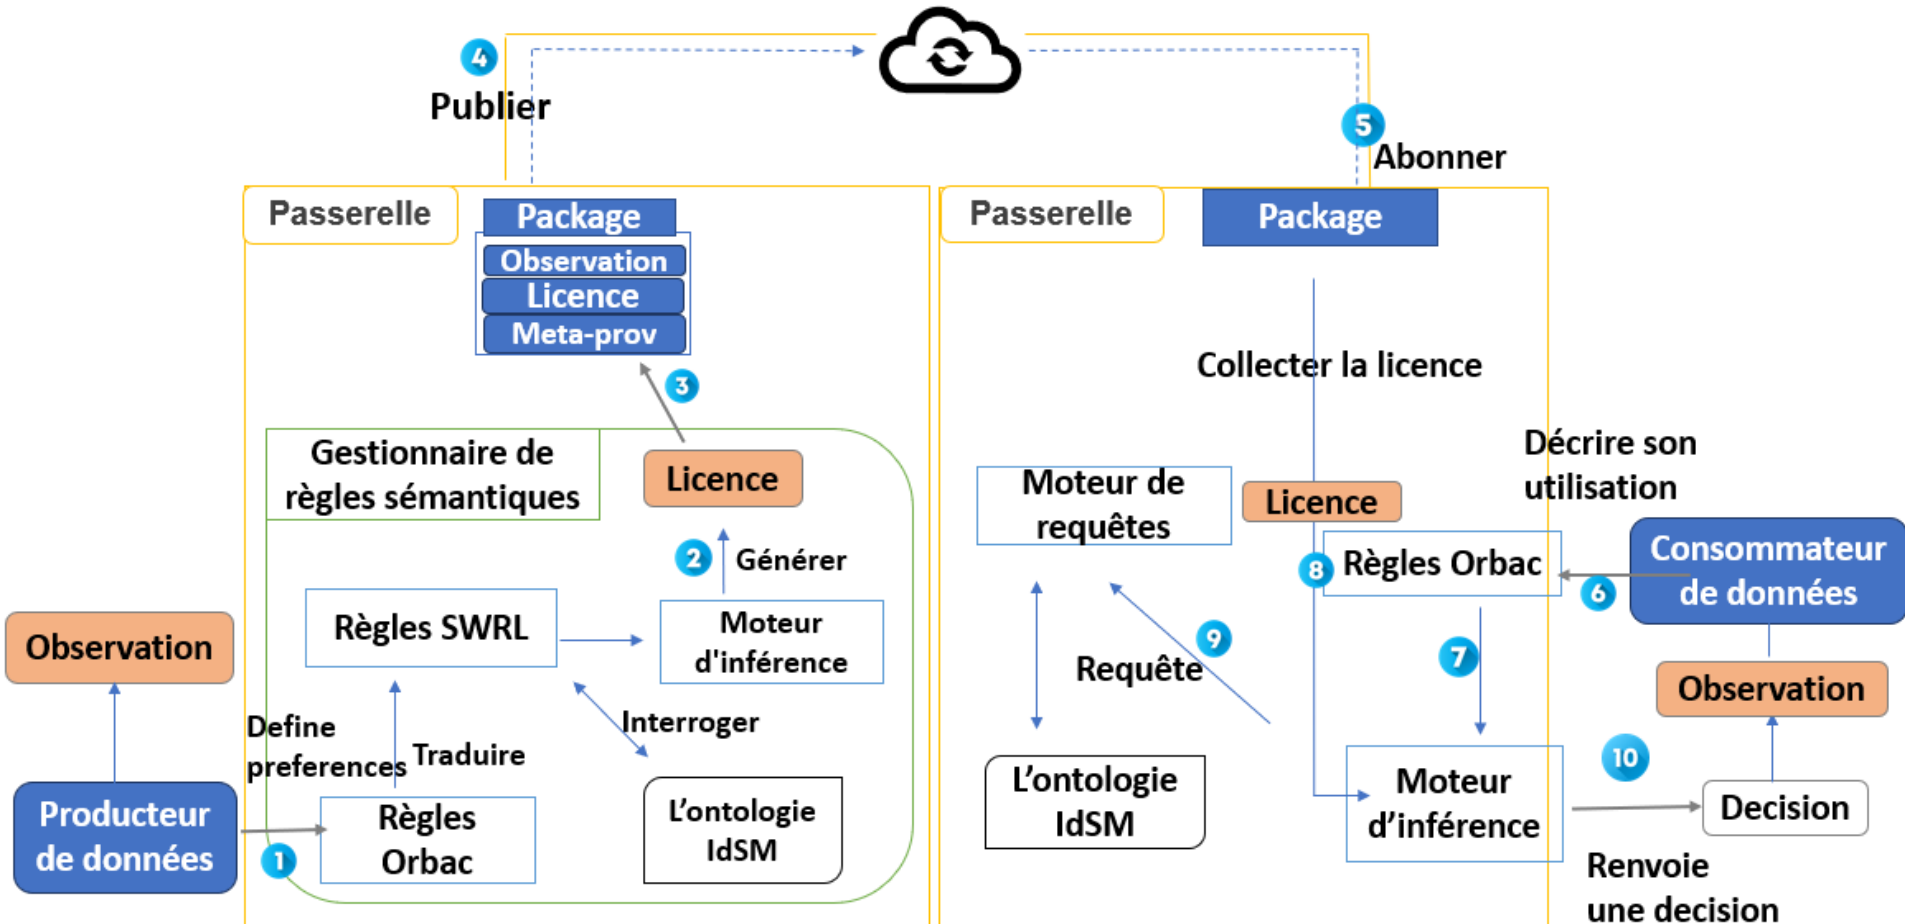 4
Publier
5
Abonner
Passerelle
Package
Observation
Licence
Meta-prov
3
Gestionnaire de
règles sémantiques
Licence
2
Générer
Règles SWRL
Moteur
d'inférence
Observation
Interroger
Define
preferences
Traduire
Producteur
de données
1
Règles
Orbac
L'ontologie
IdSM
Passerelle
Package
Collecter la licence
Décrire son
utilisation
Moteur de
requêtes
Licence
8
Règles Orbac
6
Consommateur
de données
9
Requête
7
Observation
L’ontologie
IdSM
Moteur
d’inférence
10
Decision
Renvoie
une decision